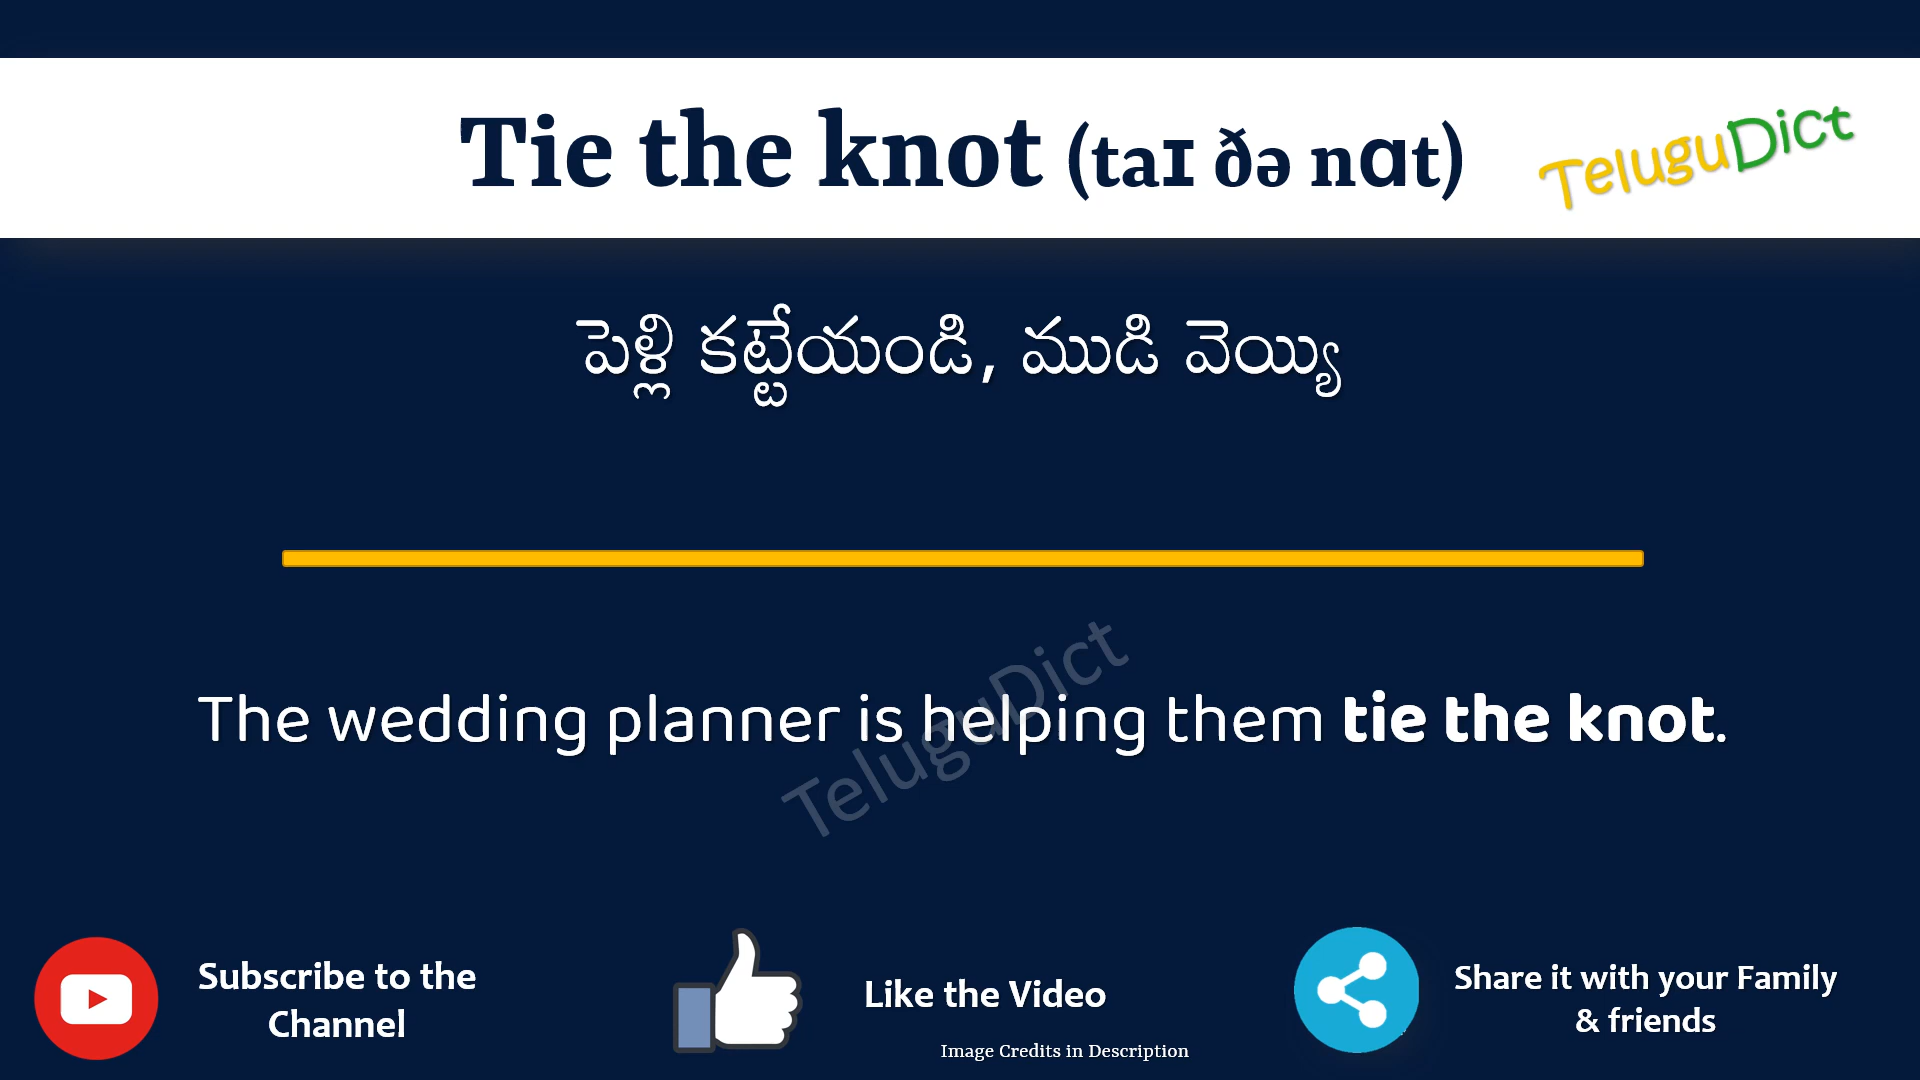 Tie the knot (taɪ ðə nɑt)
TeluguDict
పెళ్లి కట్టేయండి, ముడి వెయ్యి
The wedding planner is helping them tie the knot.
TeluguDict
Subscribe to the
Channel
Like the Video
Share it with your Family
& friends
Image Credits in Description